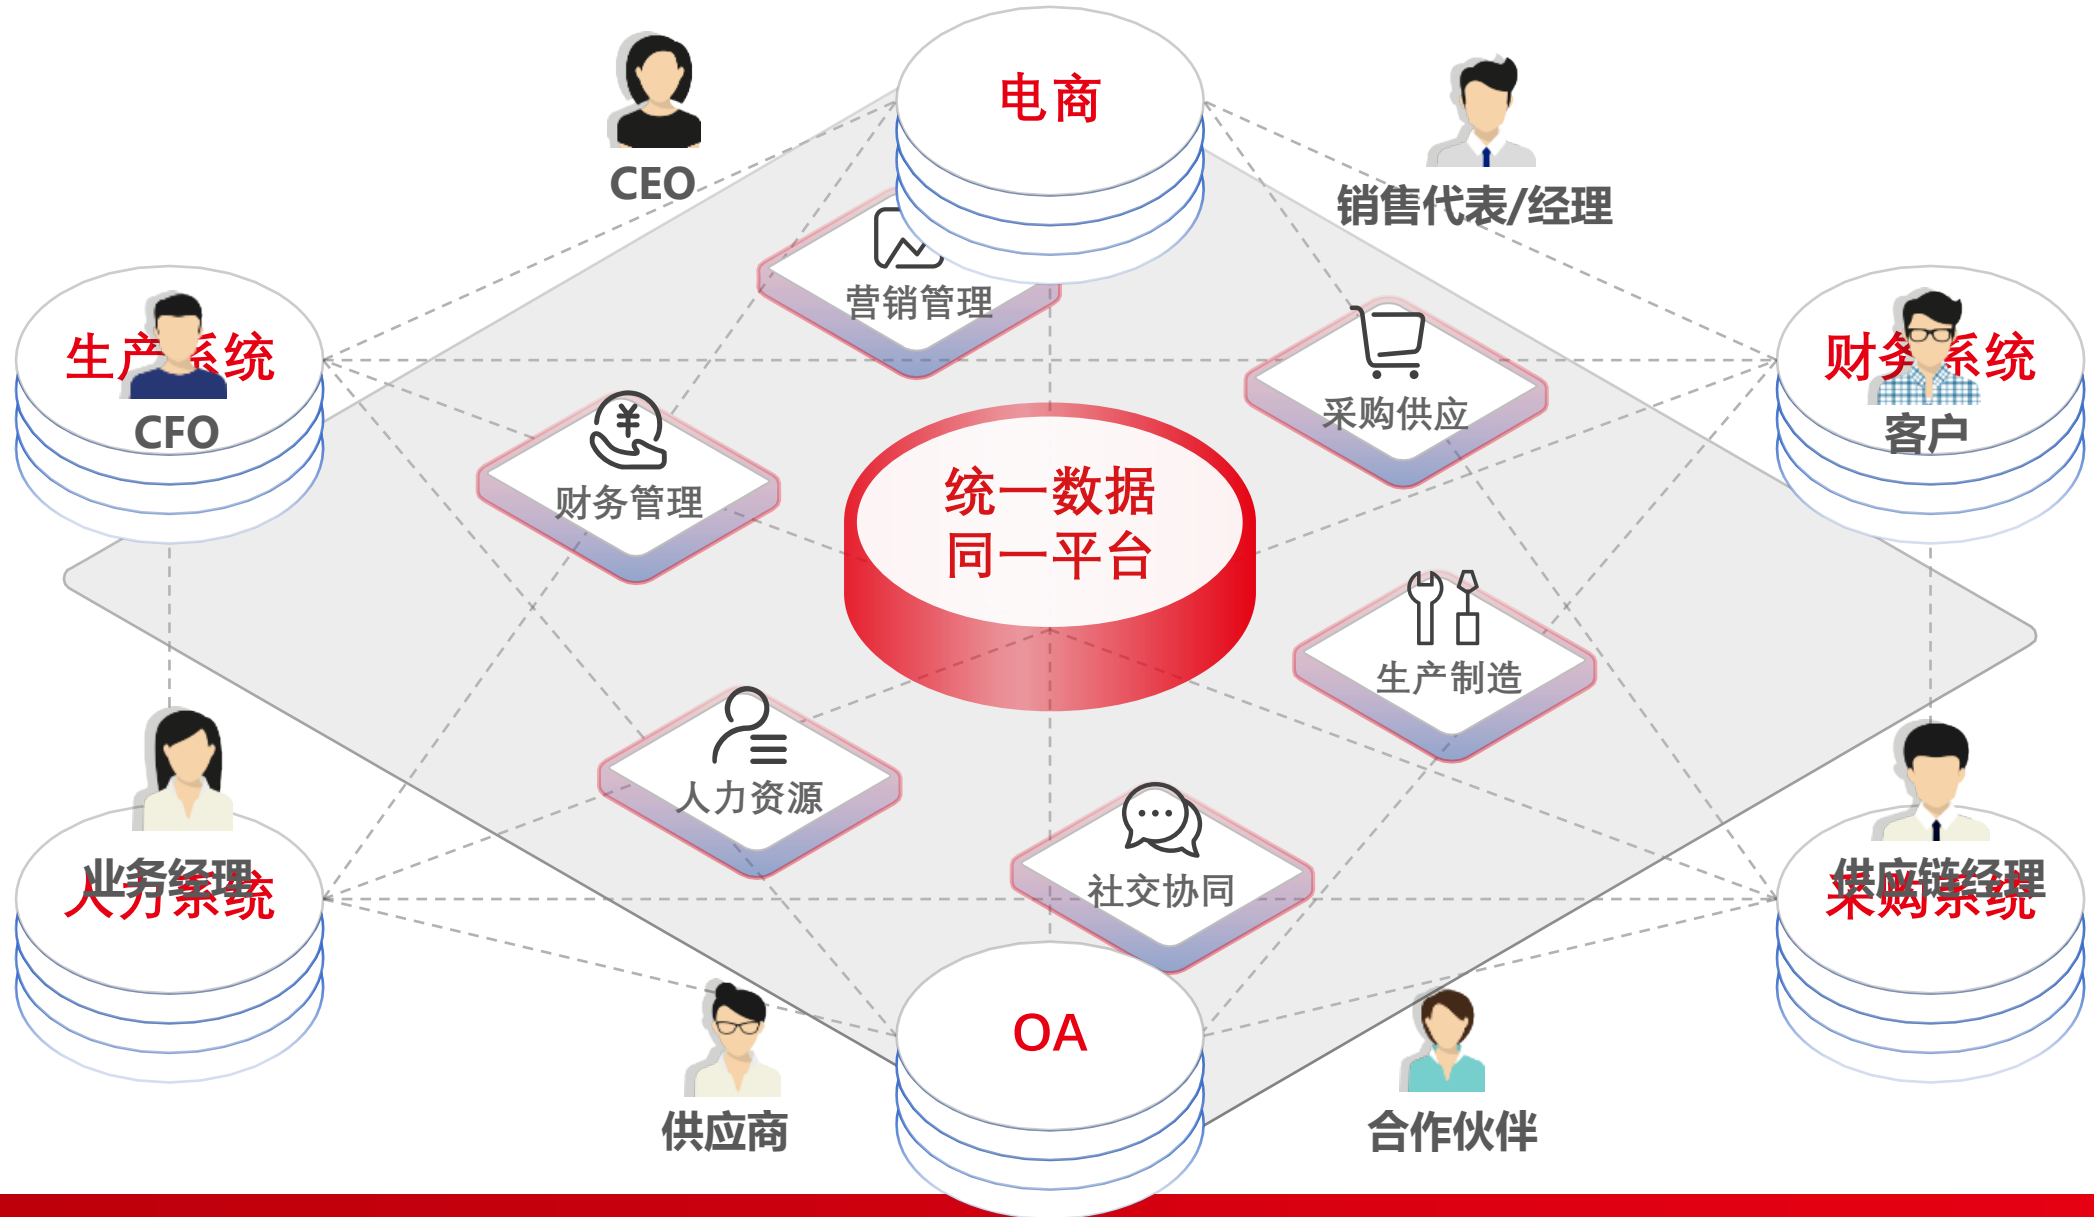 电商
CEO
销售代表/经理
营销管理
生产系统
CFO
财务系统
客户
采购供应
财务管理
统一数据
同一平台
生产制造
人力资源
业务经理
人力系统
社交协同
供应链经理
采购系统
OA
供应商
合作伙伴